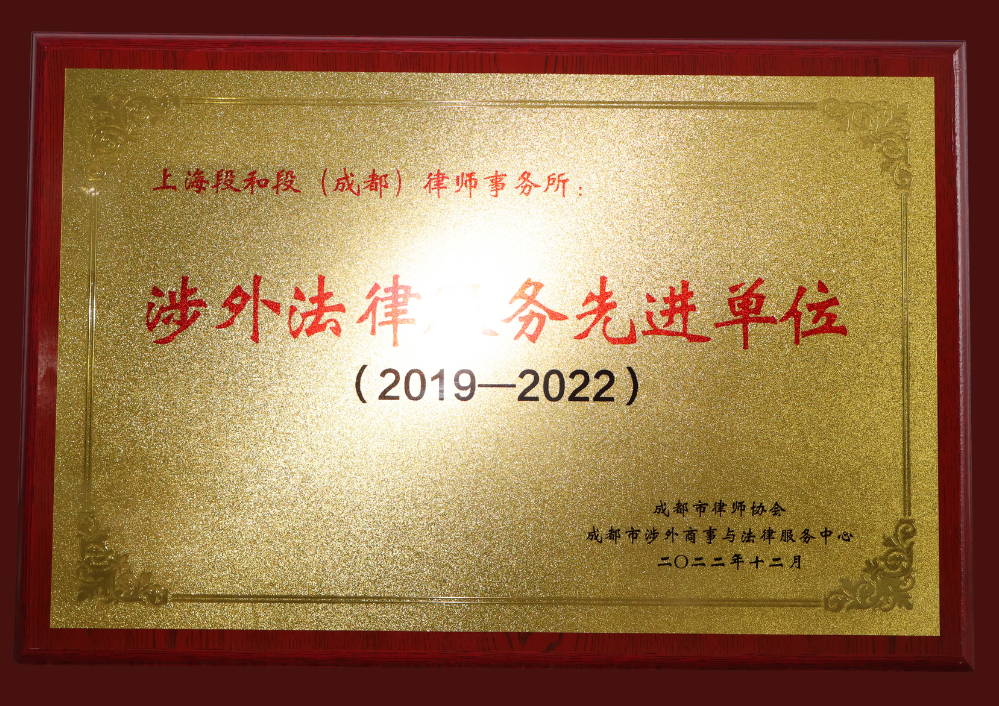 上海段和段（成都）律师事务所：
涉外法律服务先进单位
（2019—2022）
成都市律师协会
成都市涉外商事与法律服务中心
二〇二二年十二月